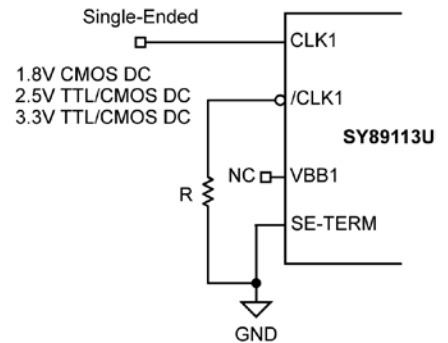 Single-Ended
CLK1
1.8V CMOS DC
2.5V TTL/CMOS DC
3.3V TTL/CMOS DC
/CLK1
SY89113U
NC
VBB1
R
SE-TERM
GND